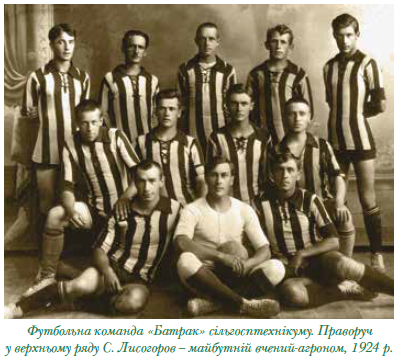 Футбольна команда «Батрак» сільгосптехнікуму. Праворуч
у верхньому ряду С. Лисогоров – майбутній вчений-агроном, 1924 р.